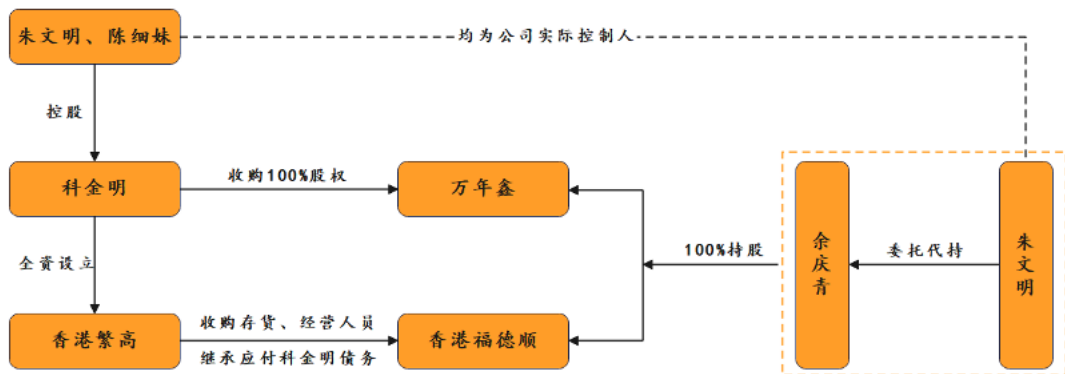 朱文明、陈细妹
均为公司实际控制人
控股
科金明
收购100%股权
万年鑫
余庆青
委托代持
朱文明
100%持股
全资设立
香港繁高
收购存货、经营人员
继承应付科金明债务
香港福德顺